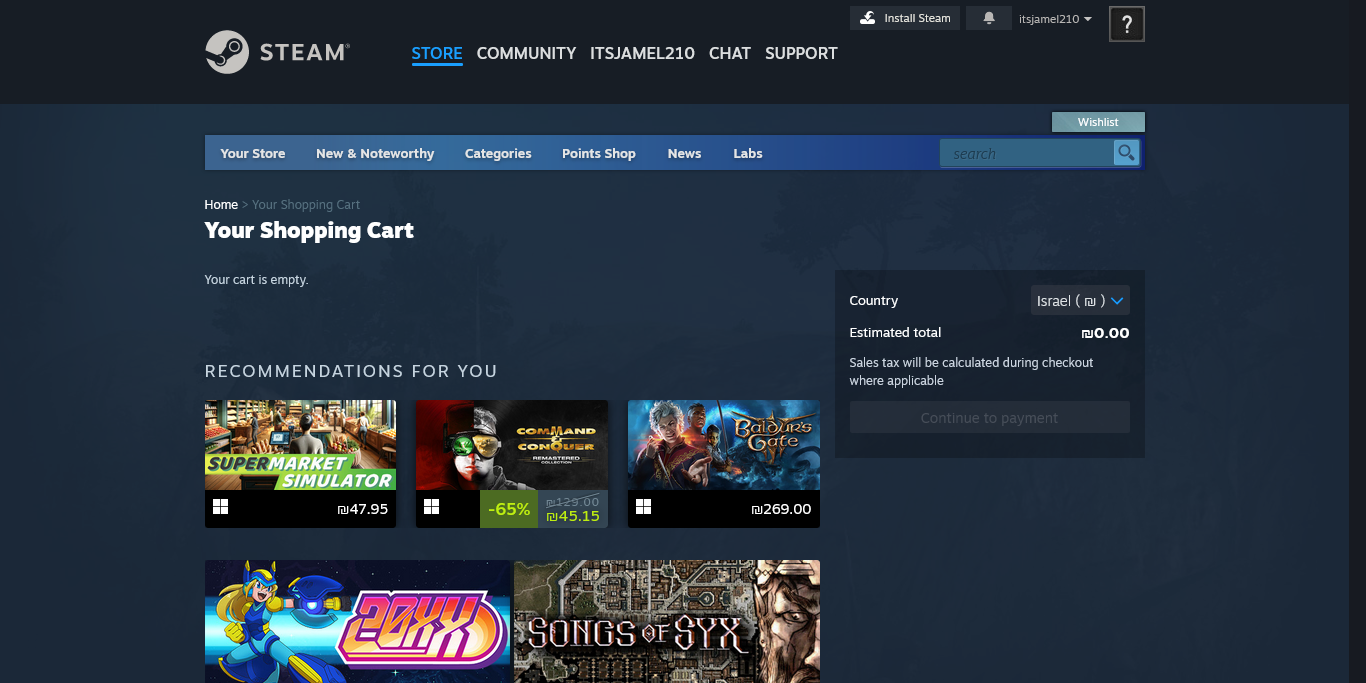 Install Steam
itsjamel210
?
STEAM®
STORE COMMUNITY ITSJAMEL210 CHAT SUPPORT
Wishlist
Your Store New & Noteworthy Categories Points Shop News Labs
search
Home > Your Shopping Cart
Your Shopping Cart
Your cart is empty.
Country
Israel ( ₪ )
Estimated total
₪0.00
Sales tax will be calculated during checkout
where applicable
Continue to payment
RECOMMENDATIONS FOR YOU
SUPERMARKET
SIMULATOR
₪47.95
COMMAND
& CONQUER
REMASTERED
COLLECTION
-65%
₪129.00
₪45.15
BALDUR'S
GATE
III
₪269.00
20XX
SONGS OF SYX